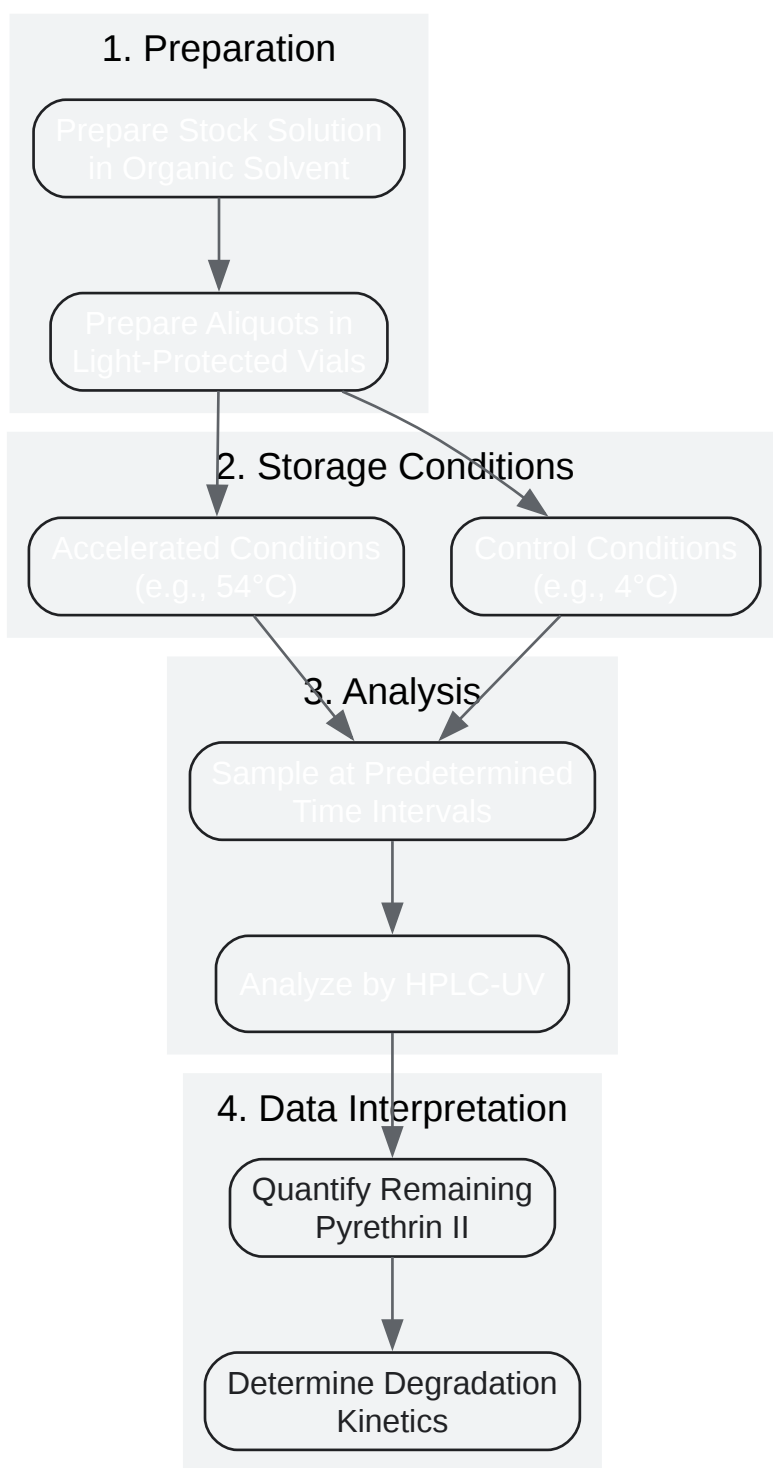 1. Preparation
Prepare Stock Solution
in Organic Solvent
Prepare Aliquots in
Light-Protected Vials
2. Storage Conditions
Accelerated Conditions
(e.g., 54°C)
Control Conditions
(e.g., 4°C)
3. Analysis
Sample at Predetermined
Time Intervals
Analyze by HPLC-UV
4. Data Interpretation
Quantify Remaining
Pyrethrin II
Determine Degradation
Kinetics